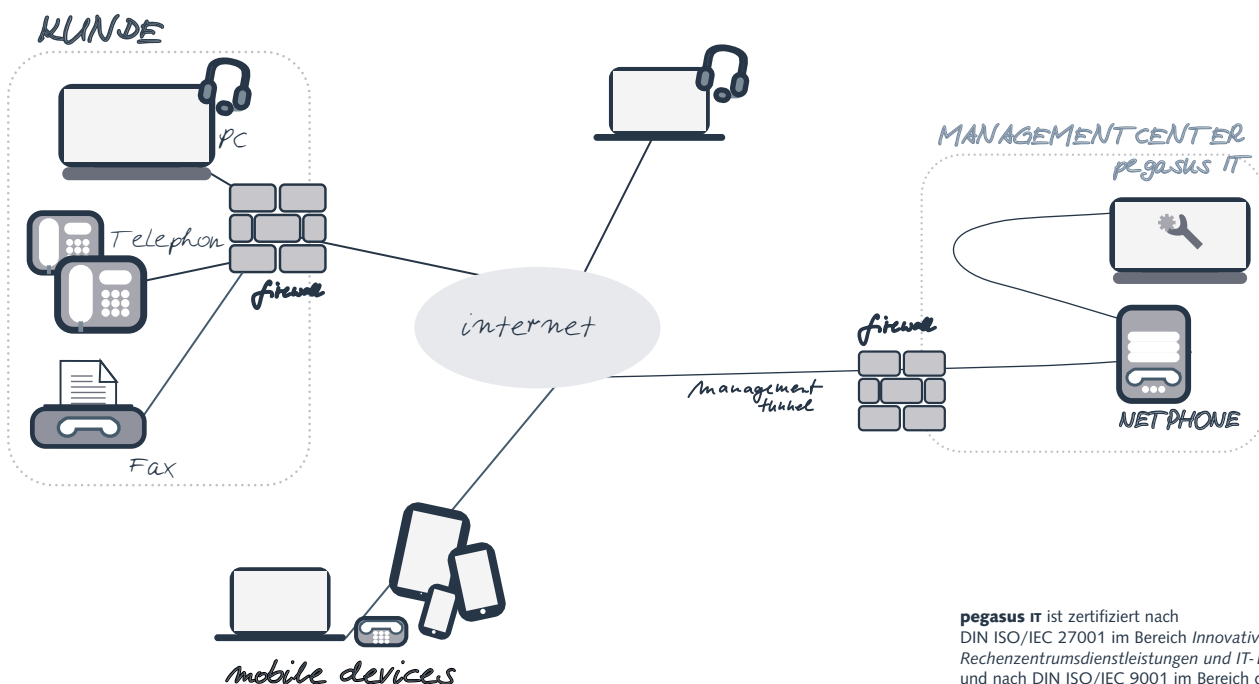 KUNDE
PC
Telephon
firewall
Fax
internet
MANAGEMENTCENTER
pegasus IT
firewall
management
tunnel
NETPHONE
mobile devices
pegasus IT ist zertifiziert nach
DIN ISO/IEC 27001 im Bereich Innovativ
Rechenzentrumsdienstleistungen und IT-
und nach DIN ISO/IEC 9001 im Bereich